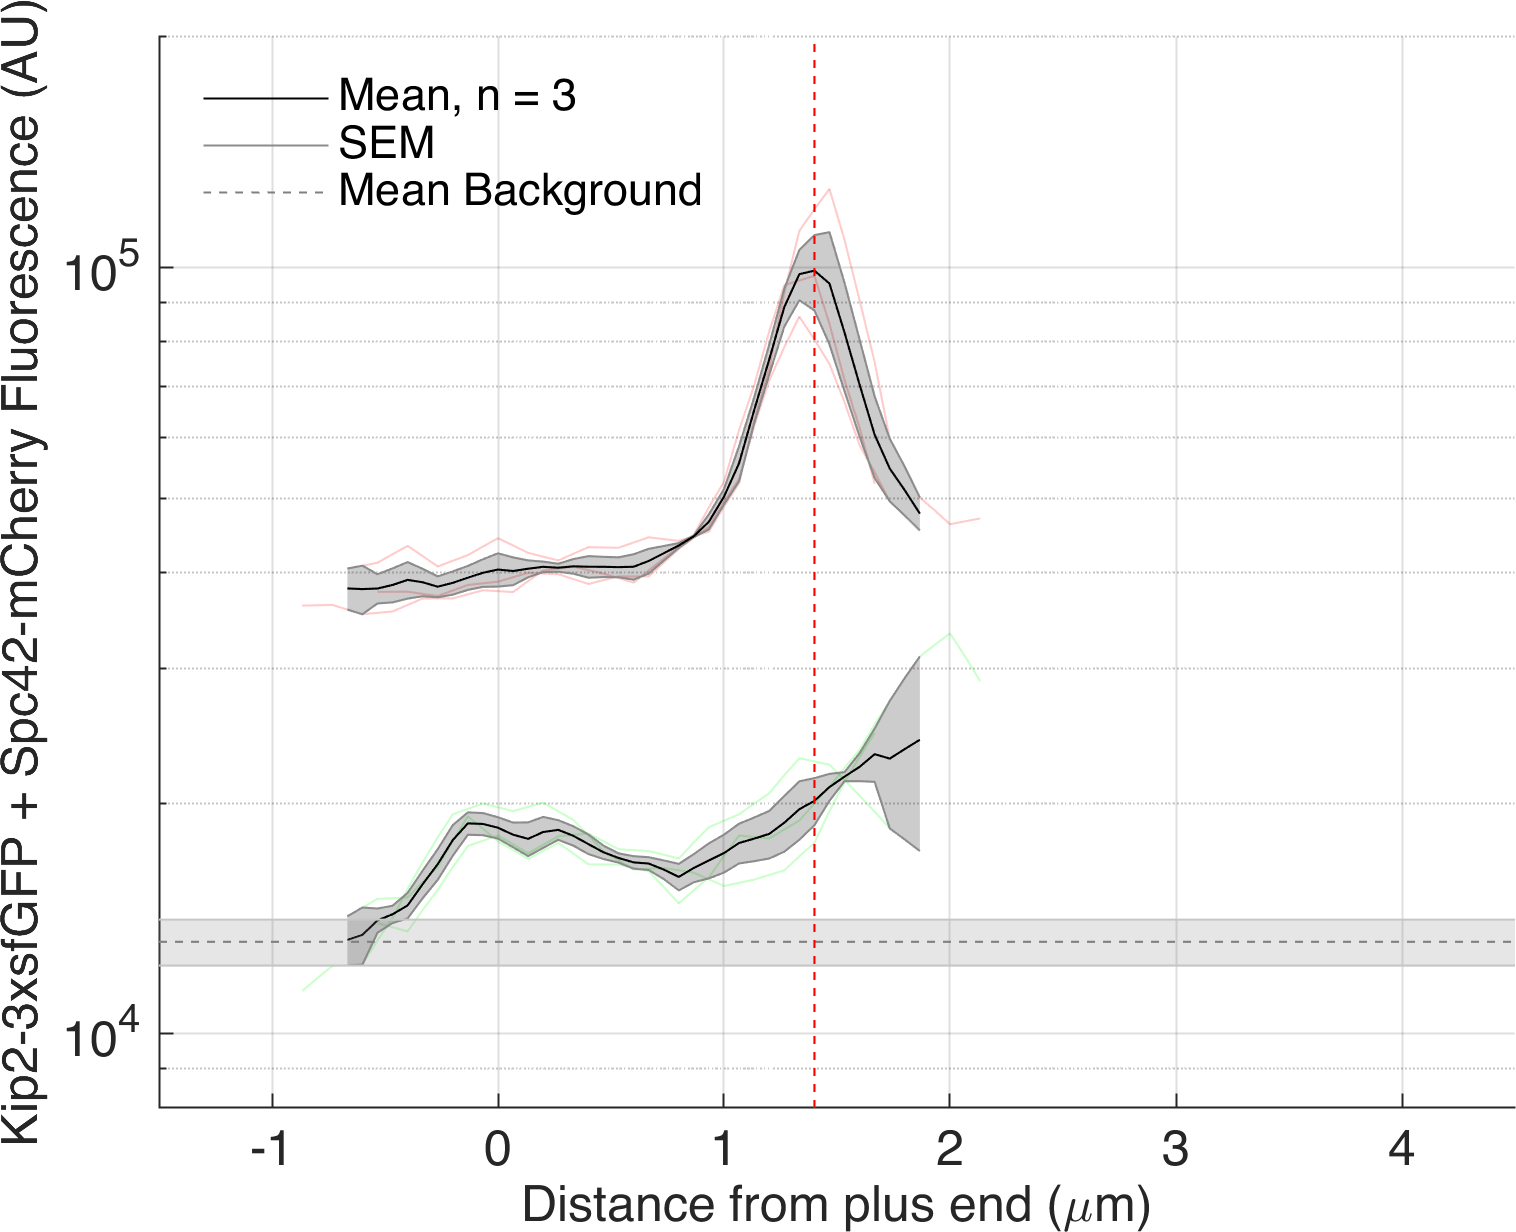 Kip2-3xsfGFP + Spc42-mCherry Fluorescence (AU)
Mean, n = 3
SEM
Mean Background
10^5
10^4
-1 0 1 2 3 4
Distance from plus end (μm)